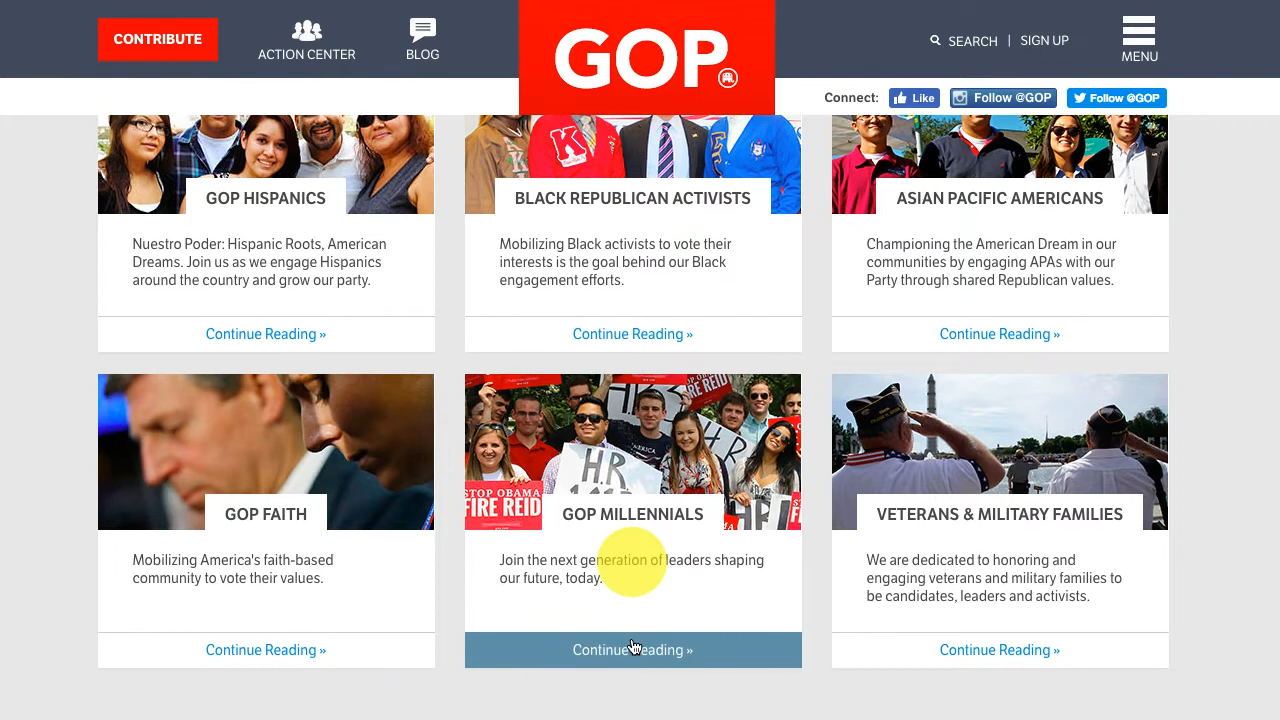 CONTRIBUTE
ACTION CENTER
BLOG
GOP
SEARCH | SIGN UP
MENU
Connect:
Like
Follow @GOP
Follow @GOP
GOP HISPANICS
Nuestro Poder: Hispanic Roots, American
Dreams. Join us as we engage Hispanics
around the country and grow our party.
Continue Reading »
K
BLACK REPUBLICAN ACTIVISTS
Mobilizing Black activists to vote their
interests is the goal behind our Black
engagement efforts.
Continue Reading »
ASIAN PACIFIC AMERICANS
Championing the American Dream in our
communities by engaging APAs with our
Party through shared Republican values.
Continue Reading »
GOP FAITH
Mobilizing America's faith-based
community to vote their values.
Continue Reading »
H.R.
STOP OBAMA
FIRE REID
GOP MILLENNIALS
Join the next generation of leaders shaping
our future, today.
Continue Reading »
VETERANS & MILITARY FAMILIES
We are dedicated to honoring and
engaging veterans and military families to
be candidates, leaders and activists.
Continue Reading »